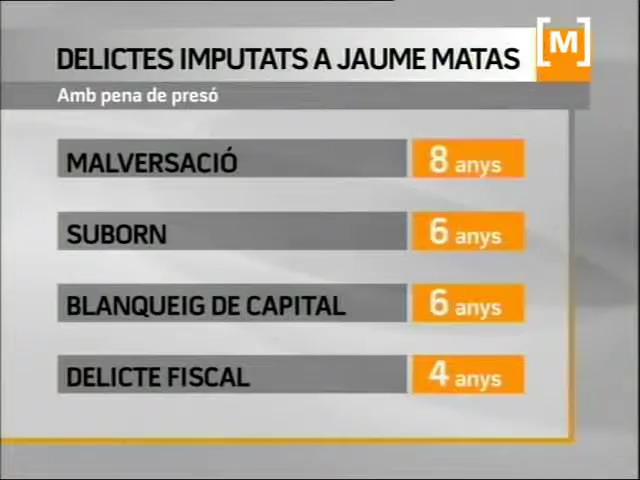 DELICTES IMPUTATS A JAUME MATAS
[M]
Amb pena de presó
MALVERSACIÓ 8 anys
SUBORN 6 anys
BLANQUEIG DE CAPITAL 6 anys
DELICTE FISCAL 4 anys